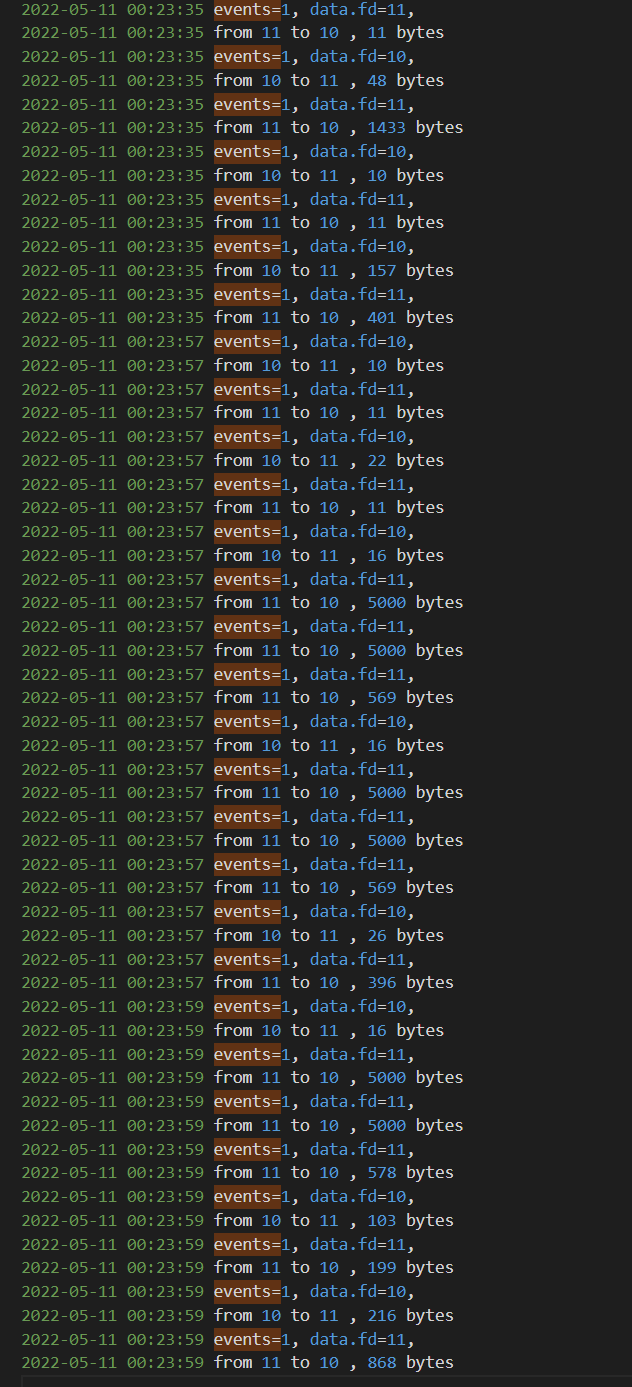 2022-05-11 00:23:35 events=1, data.fd=11,
2022-05-11 00:23:35 from 11 to 10 , 11 bytes
2022-05-11 00:23:35 events=1, data.fd=10,
2022-05-11 00:23:35 from 10 to 11 , 48 bytes
2022-05-11 00:23:35 events=1, data.fd=11,
2022-05-11 00:23:35 from 11 to 10 , 1433 bytes
2022-05-11 00:23:35 events=1, data.fd=10,
2022-05-11 00:23:35 from 10 to 11 , 10 bytes
2022-05-11 00:23:35 events=1, data.fd=11,
2022-05-11 00:23:35 from 11 to 10 , 11 bytes
2022-05-11 00:23:35 events=1, data.fd=10,
2022-05-11 00:23:35 from 10 to 11 , 157 bytes
2022-05-11 00:23:35 events=1, data.fd=11,
2022-05-11 00:23:35 from 11 to 10 , 401 bytes
2022-05-11 00:23:57 events=1, data.fd=10,
2022-05-11 00:23:57 from 10 to 11 , 10 bytes
2022-05-11 00:23:57 events=1, data.fd=11,
2022-05-11 00:23:57 from 11 to 10 , 11 bytes
2022-05-11 00:23:57 events=1, data.fd=10,
2022-05-11 00:23:57 from 10 to 11 , 22 bytes
2022-05-11 00:23:57 events=1, data.fd=11,
2022-05-11 00:23:57 from 11 to 10 , 11 bytes
2022-05-11 00:23:57 events=1, data.fd=10,
2022-05-11 00:23:57 from 10 to 11 , 16 bytes
2022-05-11 00:23:57 events=1, data.fd=11,
2022-05-11 00:23:57 from 11 to 10 , 5000 bytes
2022-05-11 00:23:57 events=1, data.fd=11,
2022-05-11 00:23:57 from 11 to 10 , 5000 bytes
2022-05-11 00:23:57 events=1, data.fd=11,
2022-05-11 00:23:57 from 11 to 10 , 569 bytes
2022-05-11 00:23:57 events=1, data.fd=10,
2022-05-11 00:23:57 from 10 to 11 , 16 bytes
2022-05-11 00:23:57 events=1, data.fd=11,
2022-05-11 00:23:57 from 11 to 10 , 5000 bytes
2022-05-11 00:23:57 events=1, data.fd=11,
2022-05-11 00:23:57 from 11 to 10 , 5000 bytes
2022-05-11 00:23:57 events=1, data.fd=11,
2022-05-11 00:23:57 from 11 to 10 , 569 bytes
2022-05-11 00:23:57 events=1, data.fd=10,
2022-05-11 00:23:57 from 10 to 11 , 26 bytes
2022-05-11 00:23:57 events=1, data.fd=11,
2022-05-11 00:23:57 from 11 to 10 , 396 bytes
2022-05-11 00:23:59 events=1, data.fd=10,
2022-05-11 00:23:59 from 10 to 11 , 16 bytes
2022-05-11 00:23:59 events=1, data.fd=11,
2022-05-11 00:23:59 from 11 to 10 , 5000 bytes
2022-05-11 00:23:59 events=1, data.fd=11,
2022-05-11 00:23:59 from 11 to 10 , 5000 bytes
2022-05-11 00:23:59 events=1, data.fd=11,
2022-05-11 00:23:59 from 11 to 10 , 578 bytes
2022-05-11 00:23:59 events=1, data.fd=10,
2022-05-11 00:23:59 from 10 to 11 , 103 bytes
2022-05-11 00:23:59 events=1, data.fd=11,
2022-05-11 00:23:59 from 11 to 10 , 199 bytes
2022-05-11 00:23:59 events=1, data.fd=10,
2022-05-11 00:23:59 from 10 to 11 , 216 bytes
2022-05-11 00:23:59 events=1, data.fd=11,
2022-05-11 00:23:59 from 11 to 10 , 868 bytes